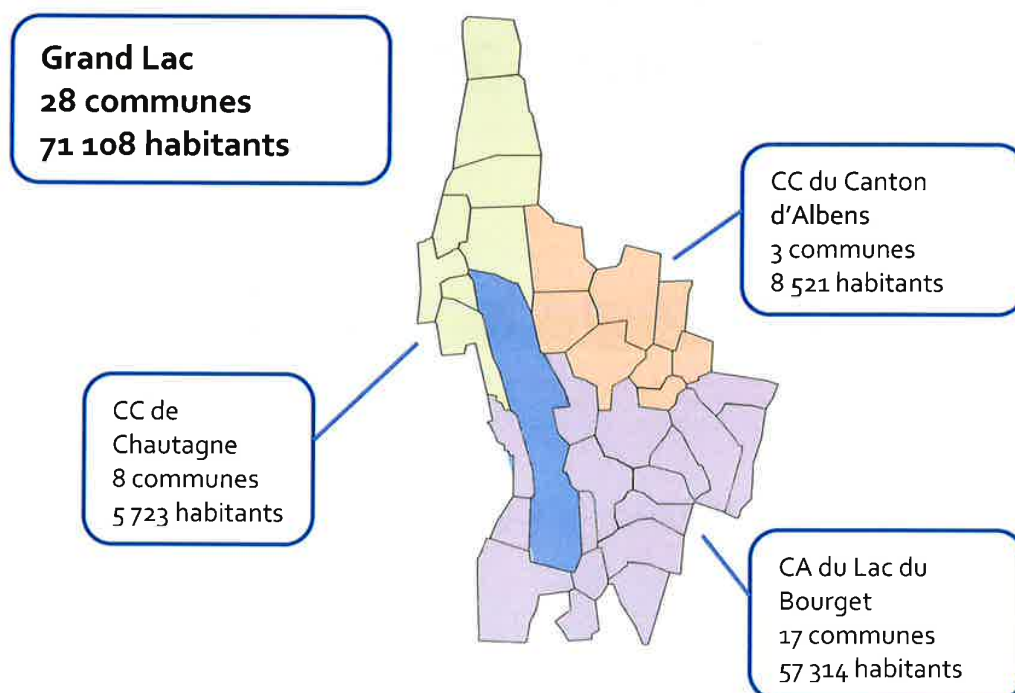 Grand Lac
28 communes
71 108 habitants
CC du Canton
d'Albens
3 communes
8 521 habitants
CC de
Chautagne
8 communes
5 723 habitants
CA du Lac du
Bourget
17 communes
57 314 habitants